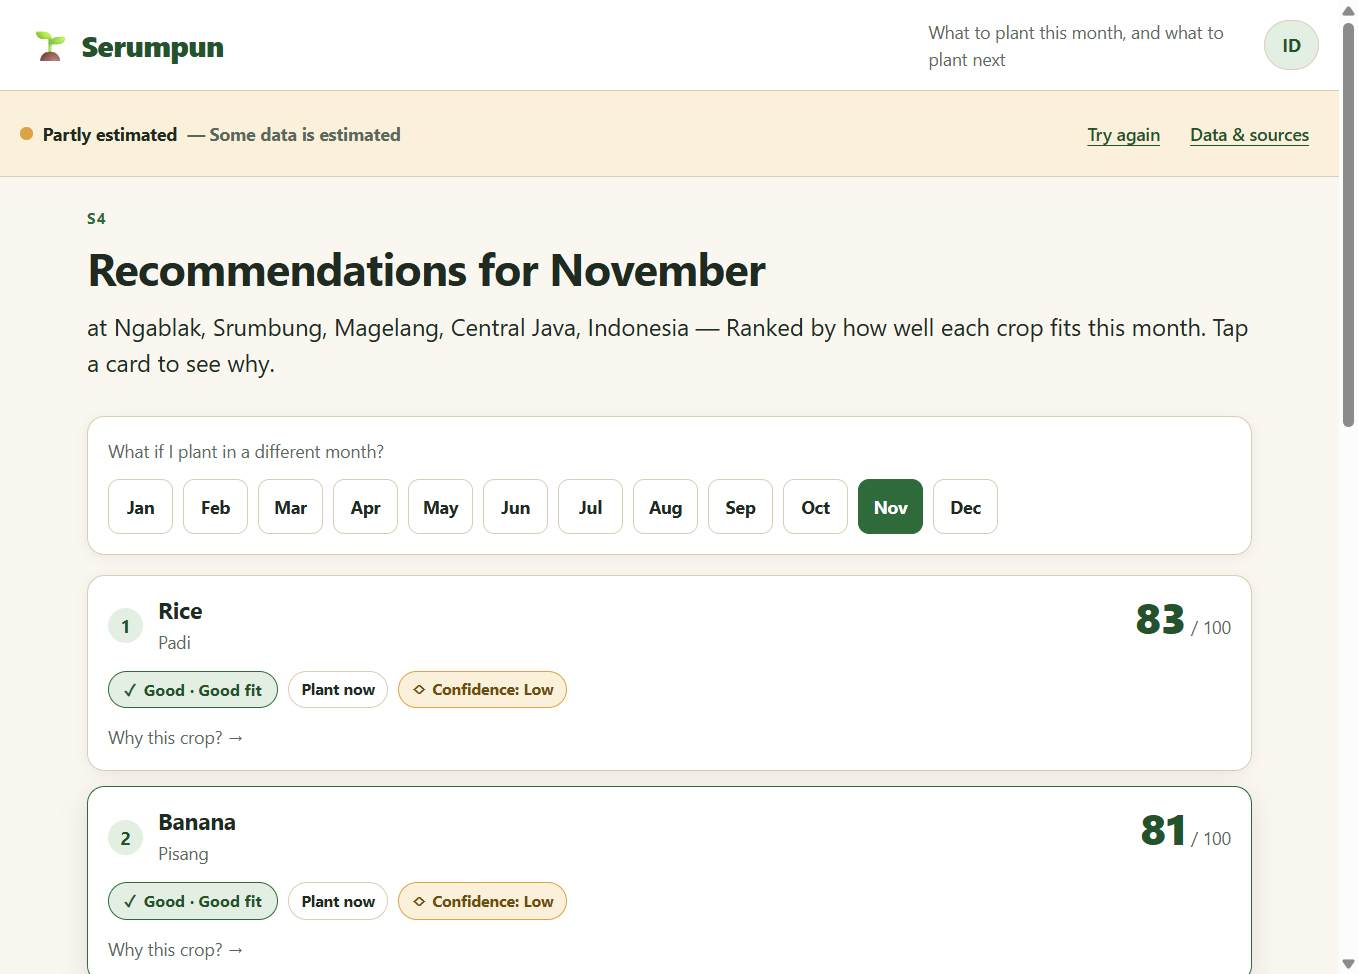 Serumpun
What to plant this month, and what to
plant next
ID
Partly estimated — Some data is estimated
Try again
Data & sources
S4
Recommendations for November
at Ngablak, Srumbung, Magelang, Central Java, Indonesia — Ranked by how well each crop fits this month. Tap
a card to see why.
What if I plant in a different month?
Jan Feb Mar Apr May Jun Jul Aug Sep Oct Nov Dec
1
Rice
Padi
83 / 100
✓ Good · Good fit
Plant now
◇ Confidence: Low
Why this crop? →
2
Banana
Pisang
81 / 100
✓ Good · Good fit
Plant now
◇ Confidence: Low
Why this crop? →